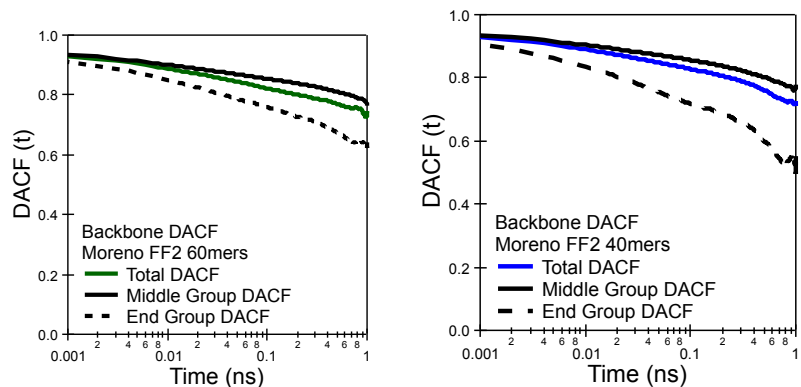 1.0
0.8
0.6
0.4
0.2
0.0
DACF (t)
Backbone DACF
Moreno FF2 60mers
Total DACF
Middle Group DACF
End Group DACF
0.001 2 4 6 8 0.01 2 4 6 8 0.1 2 4 6 8 1
Time (ns)
1.0
0.8
0.6
0.4
0.2
0.0
DACF (t)
Backbone DACF
Moreno FF2 40mers
Total DACF
Middle Group DACF
End Group DACF
0.001 2 4 6 8 0.01 2 4 6 8 0.1 2 4 6 8 1
Time (ns)